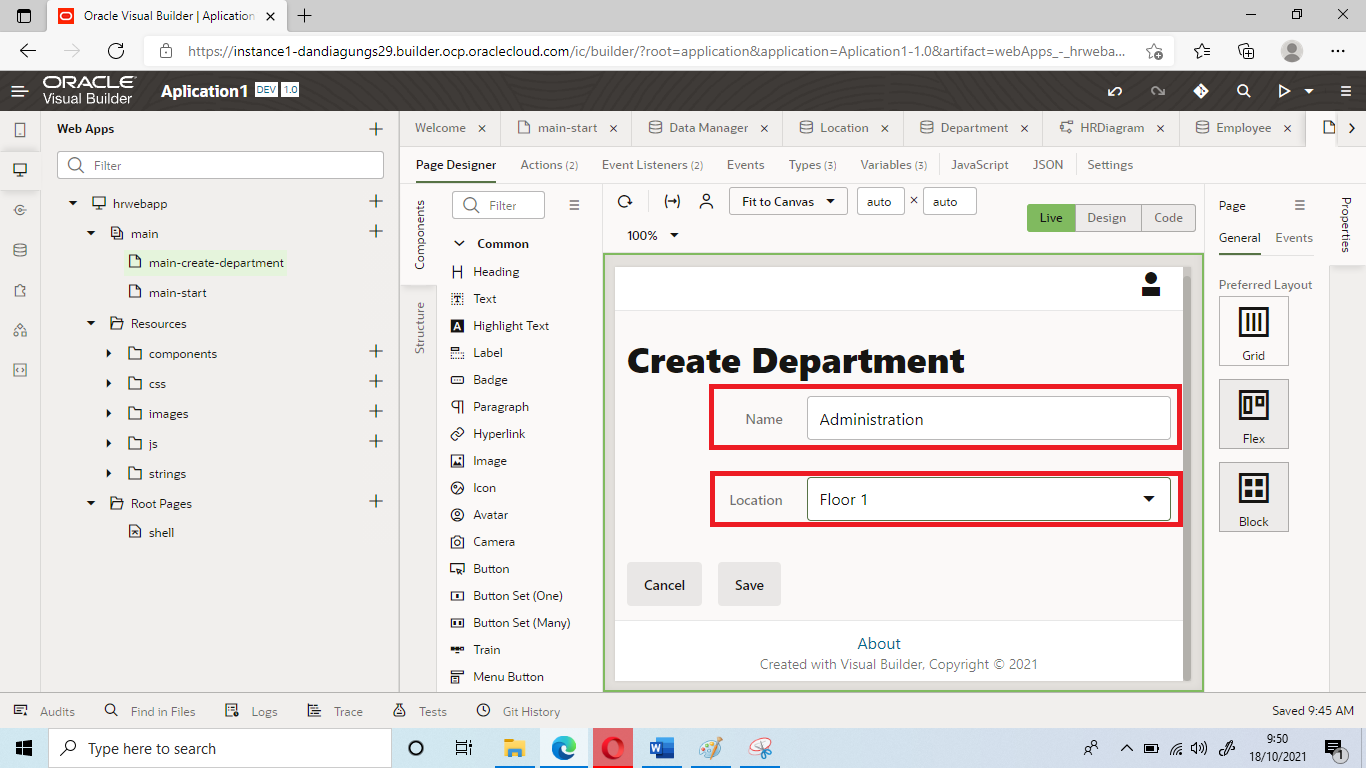 Oracle Visual Builder | Aplication
https://instance1-dandiagungs29.builder.ocp.oraclecloud.com/ic/builder/?root=application&application=Aplication1-1.0&artifact=webApps_-_hrweba...
ORACLE
Visual Builder
Aplication1 DEV 1.0
Web Apps
Filter
hrwebapp
main
main-create-department
main-start
Resources
components
css
images
js
strings
Root Pages
shell
Welcome
main-start
Data Manager
Location
Department
HRDiagram
Employee
Page Designer
Actions (2)
Event Listeners (2)
Events
Types (3)
Variables (3)
JavaScript
JSON
Settings
Components
Structure
Filter
Common
Heading
Text
Highlight Text
Label
Badge
Paragraph
Hyperlink
Image
Icon
Avatar
Camera
Button
Button Set (One)
Button Set (Many)
Train
Menu Button
Fit to Canvas
auto × auto
100%
Live
Design
Code
Create Department
Name
Administration
Location
Floor 1
Cancel
Save
About
Created with Visual Builder, Copyright © 2021
Page
General
Events
Preferred Layout
Grid
Flex
Block
Properties
Audits
Find in Files
Logs
Trace
Tests
Git History
Saved 9:45 AM
Type here to search
9:50
18/10/2021
1